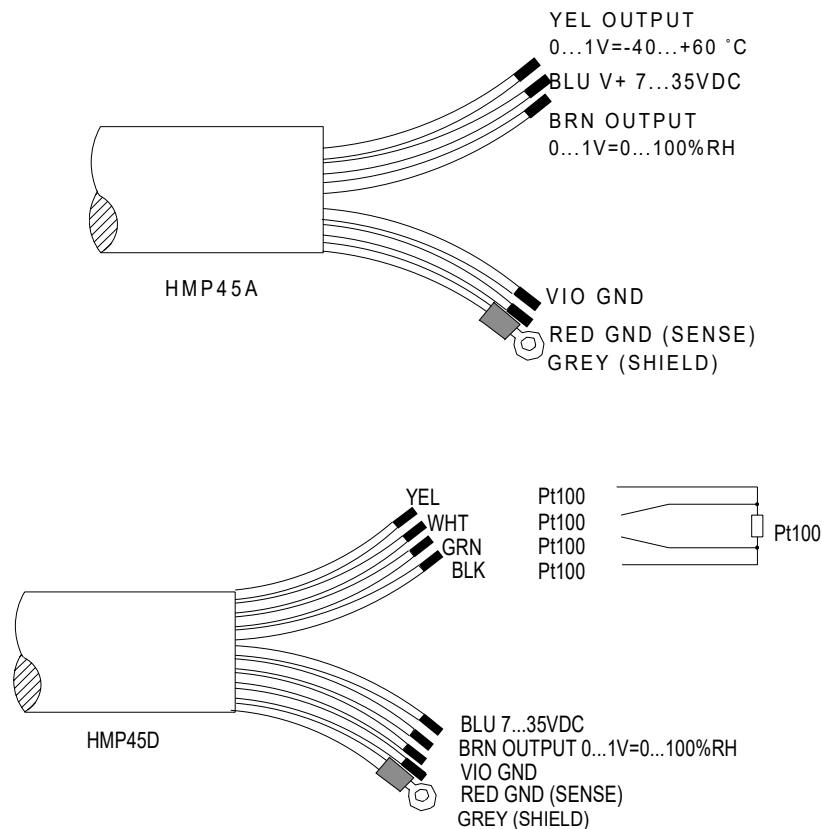 YEL OUTPUT
0...1V=-40...+60 °C
BLU V+ 7...35VDC
BRN OUTPUT
0...1V=0...100%RH
HMP45A
VIO GND
RED GND (SENSE)
GREY (SHIELD)
YEL
WHT
GRN
BLK
Pt100
Pt100
Pt100
Pt100
Pt100
HMP45D
BLU 7...35VDC
BRN OUTPUT 0...1V=0...100%RH
VIO GND
RED GND (SENSE)
GREY (SHIELD)